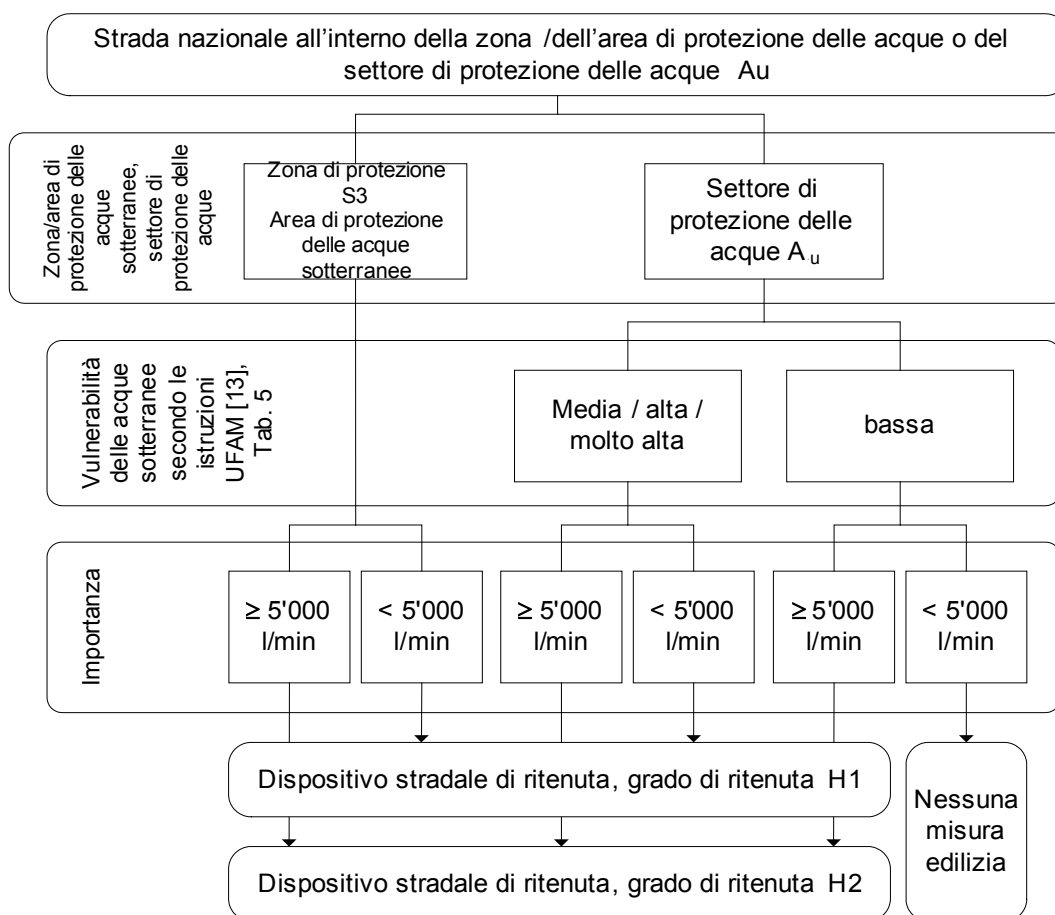 Strada nazionale all'interno della zona /dell'area di protezione delle acque o del
settore di protezione delle acque Au
Zona/area di
protezione delle
acque
sotterranee,
settore di
protezione delle
acque
Zona di protezione
S3
Area di protezione
delle acque
sotterranee
Settore di
protezione delle
acque A.u
Vulnerabilità
delle acque
sotterranee
secondo le
istruzioni
UFAM [13],
Tab. 5
Media / alta /
molto alta
bassa
Importanza
≥ 5'000
l/min
< 5'000
l/min
≥ 5'000
l/min
< 5'000
l/min
≥5'000
l/min
< 5'000
l/min
Dispositivo stradale di ritenuta, grado di ritenuta H1
Nessuna
misura
edilizia
Dispositivo stradale di ritenuta, grado di ritenuta H2